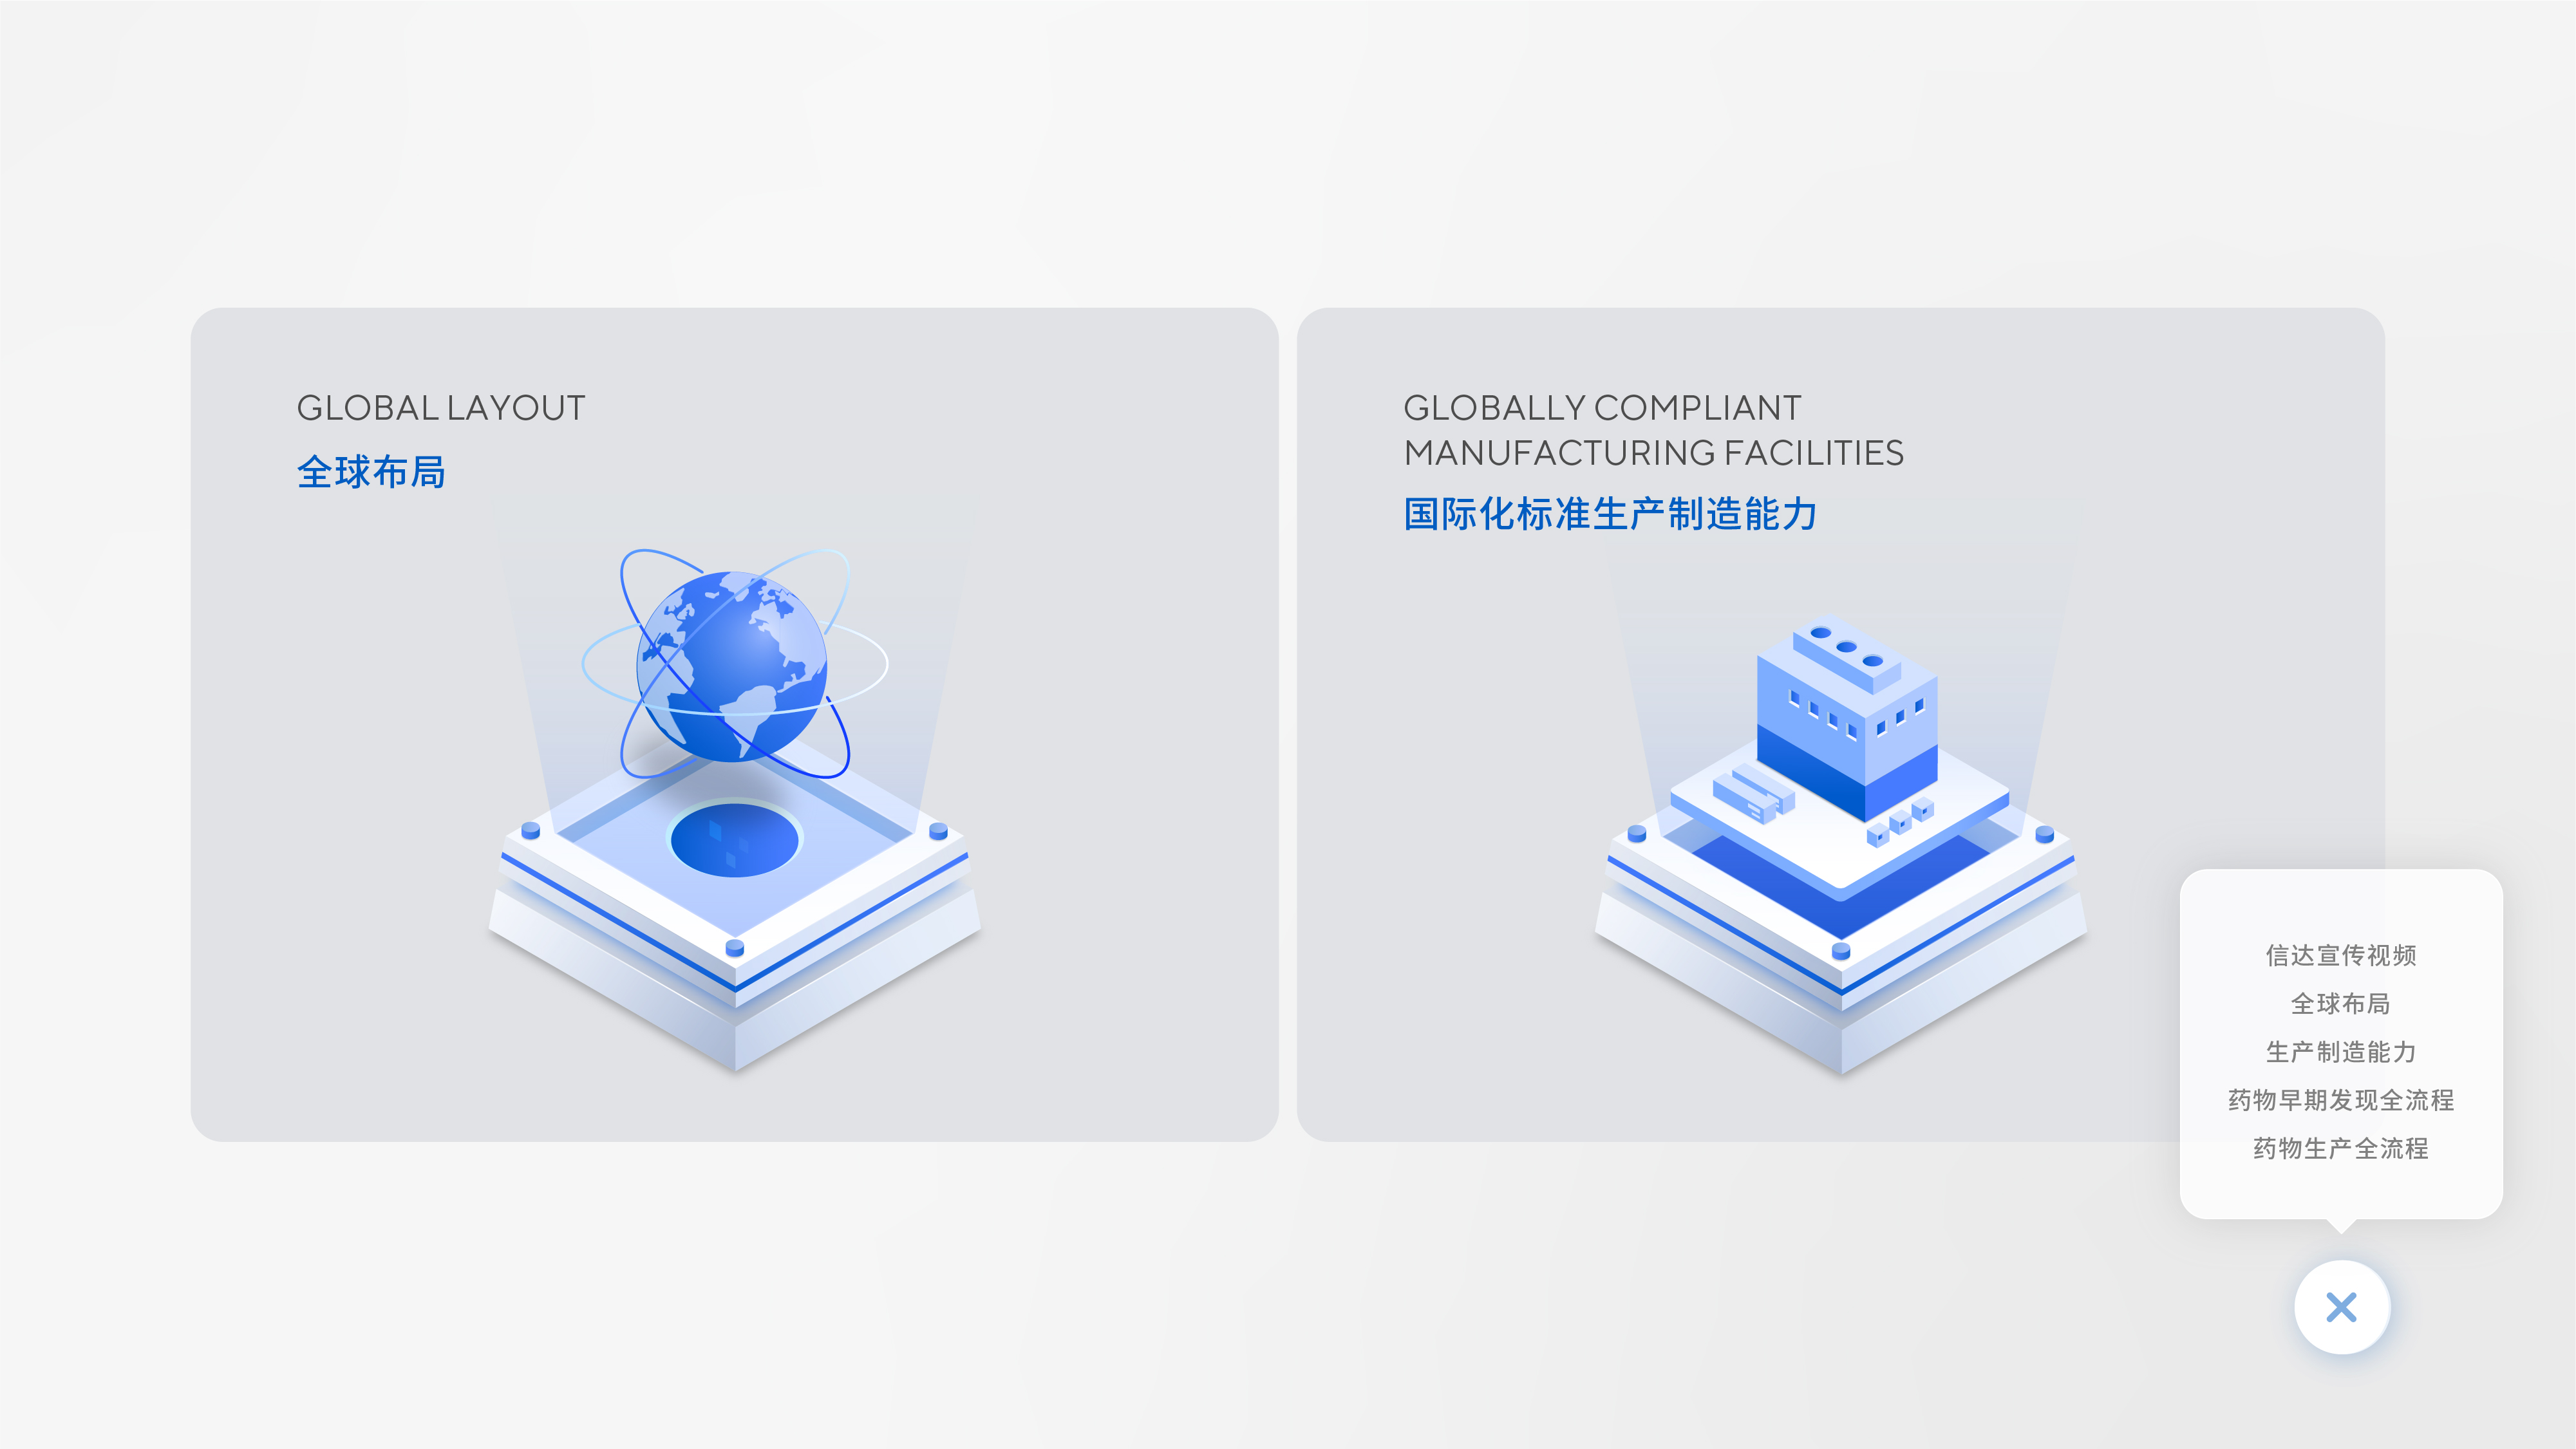 GLOBAL LAYOUT
全球布局
GLOBALLY COMPLIANT
MANUFACTURING FACILITIES
国际化标准生产制造能力
信达宣传视频
全球布局
生产制造能力
药物早期发现全流程
药物生产全流程